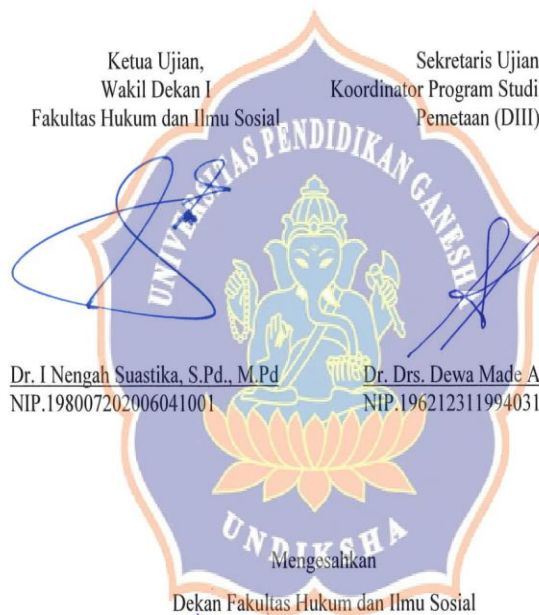 Ketua Ujian,
Wakil Dekan I
Fakultas Hukum dan Ilmu Sosial
Sekretaris Ujian
Koordinator Program Studi
Pemetaan (DIII)
UNIVERSITAS PENDIDIKAN GANESHA
Dr. I Nengah Suastika, S.Pd., M.Pd
NIP.198007202006041001
Dr. Drs. Dewa Made A
NIP.196212311994031
UNDIKSHA
Mengesahkan
Dekan Fakultas Hukum dan Ilmu Sosial